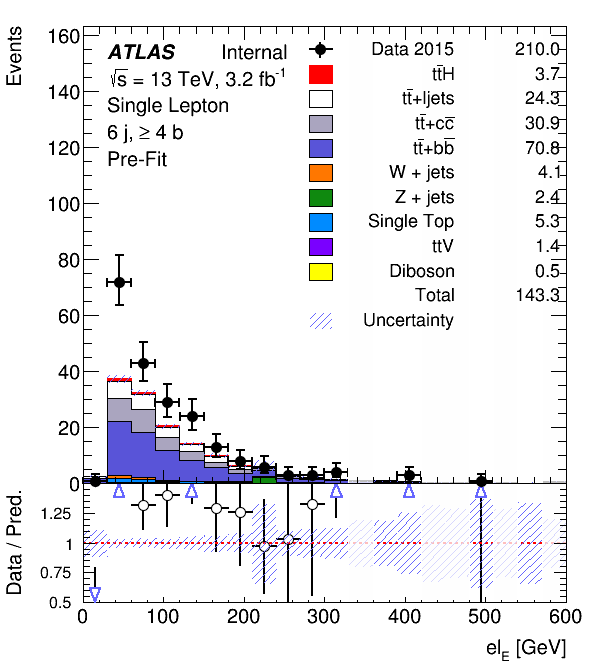 Events
160
140
120
100
80
60
40
20
0
ATLAS Internal
√s = 13 TeV, 3.2 fb⁻¹
Single Lepton
6 j, ≥ 4 b
Pre-Fit
Data 2015 210.0
tt̄H 3.7
tt̄+ljets 24.3
tt̄+cc̄ 30.9
tt̄+bb̄ 70.8
W + jets 4.1
Z + jets 2.4
Single Top 5.3
ttV 1.4
Diboson 0.5
Total 143.3
Uncertainty
Data / Pred.
1.25
1
0.75
0.5
0 100 200 300 400 500 600
el_E [GeV]